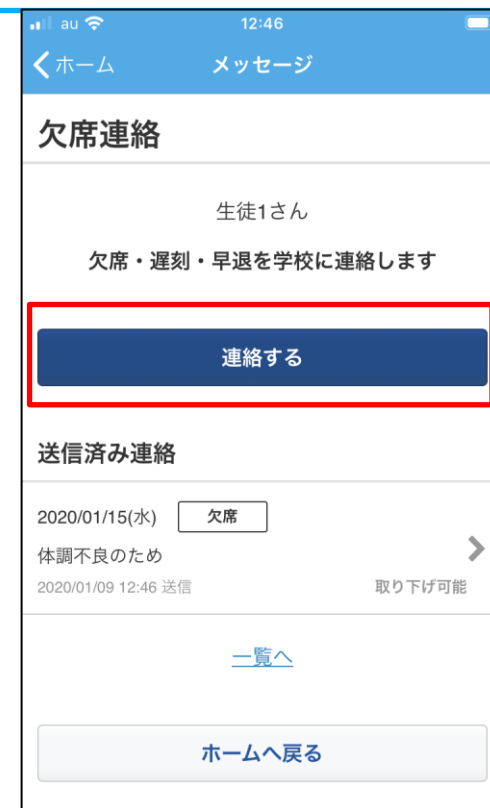 au 12:46
ホーム メッセージ
欠席連絡
生徒1さん
欠席・遅刻・早退を学校に連絡します
連絡する
送信済み連絡
2020/01/15(水) 欠席
体調不良のため
2020/01/09 12:46 送信 取り下げ可能
一覧へ
ホームへ戻る